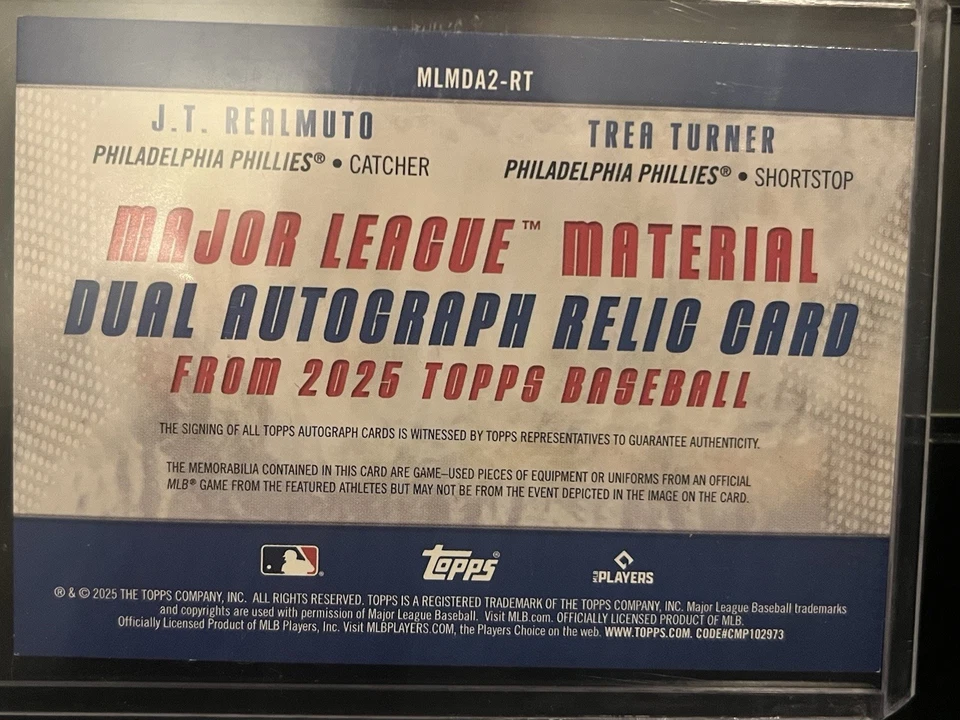 MLMDA2-RT
J.T. REALMUTO
PHILADELPHIA PHILLIES® • CATCHER
TREA TURNER
PHILADELPHIA PHILLIES® • SHORTSTOP
MAJOR LEAGUE™ MATERIAL
DUAL AUTOGRAPH RELIC CARD
FROM 2025 TOPPS BASEBALL
THE SIGNING OF ALL TOPPS AUTOGRAPH CARDS IS WITNESSED BY TOPPS REPRESENTATIVES TO GUARANTEE AUTHENTICITY.
THE MEMORABILIA CONTAINED IN THIS CARD ARE GAME–USED PIECES OF EQUIPMENT OR UNIFORMS FROM AN OFFICIAL
MLB® GAME FROM THE FEATURED ATHLETES BUT MAY NOT BE FROM THE EVENT DEPICTED IN THE IMAGE ON THE CARD.
topps®
MLB PLAYERS
® & © 2025 THE TOPPS COMPANY, INC. ALL RIGHTS RESERVED. TOPPS IS A REGISTERED TRADEMARK OF THE TOPPS COMPANY, INC. Major League Baseball trademarks
and copyrights are used with permission of Major League Baseball. Visit MLB.com. OFFICIALLY LICENSED PRODUCT OF MLB.
Officially Licensed Product of MLB Players, Inc. Visit MLBPLAYERS.COM, the Players Choice on the web. WWW.TOPPS.COM. CODE#CMP102973